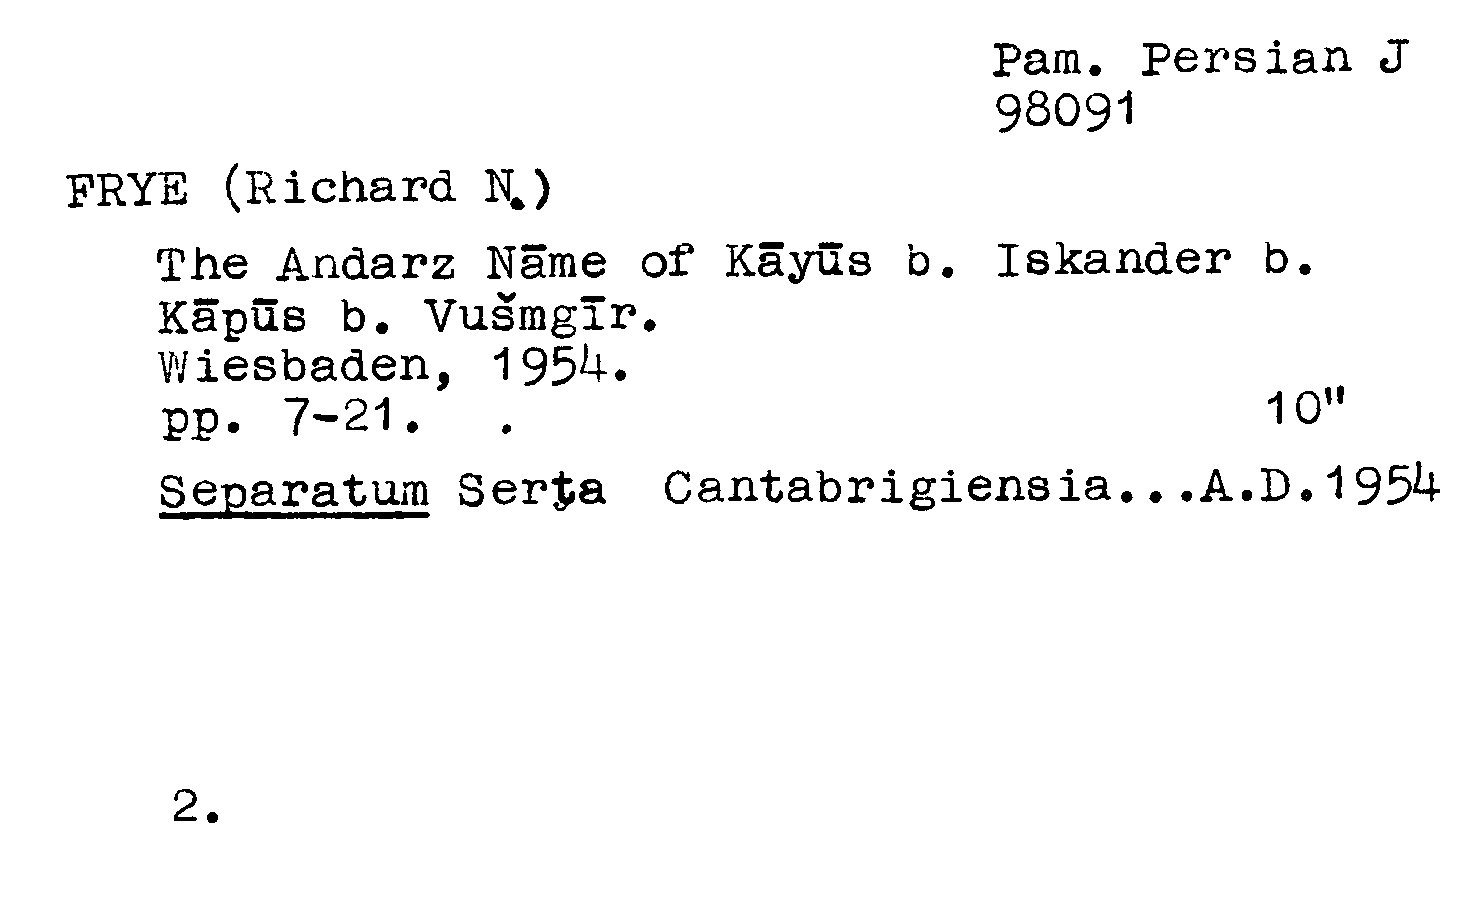 Pam. Persian J
98091
FRYE (Richard N.)
The Andarz Nāme of Kāyūs b. Iskander b.
Kāpūs b. Vušmgīr.
Wiesbaden, 1954.
pp. 7-21. . 10"
Separatum Serta Cantabrigiensia...A.D.1954
2.